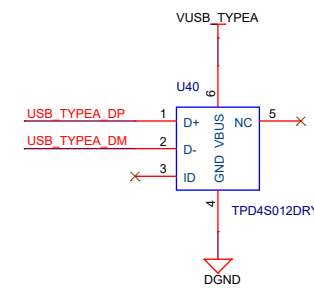 VUSB_TYPEA
U40
6
USB_TYPEA_DP 1 D+ VBUS NC 5
USB_TYPEA_DM 2 D-
3 ID GND
4
TPD4S012DRY
DGND